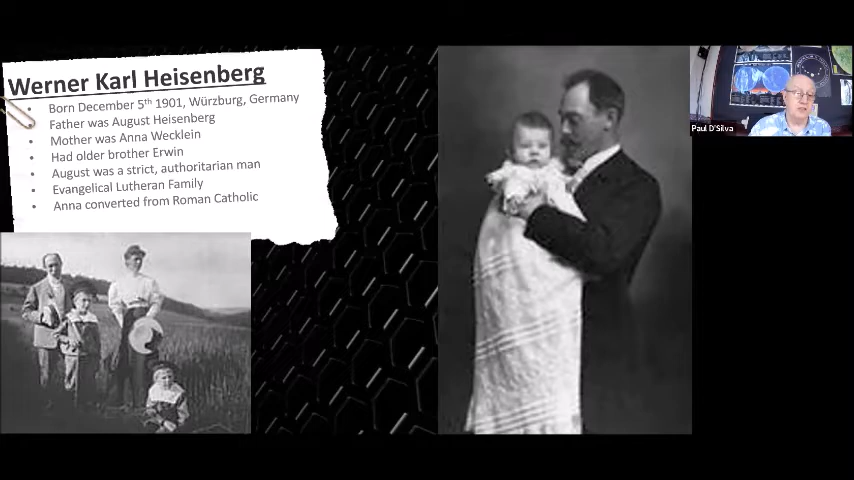 Werner Karl Heisenberg
• Born December 5th 1901, Würzburg, Germany
• Father was August Heisenberg
• Mother was Anna Wecklein
• Had older brother Erwin
• August was a strict, authoritarian man
• Evangelical Lutheran Family
• Anna converted from Roman Catholic
Paul D'Silva